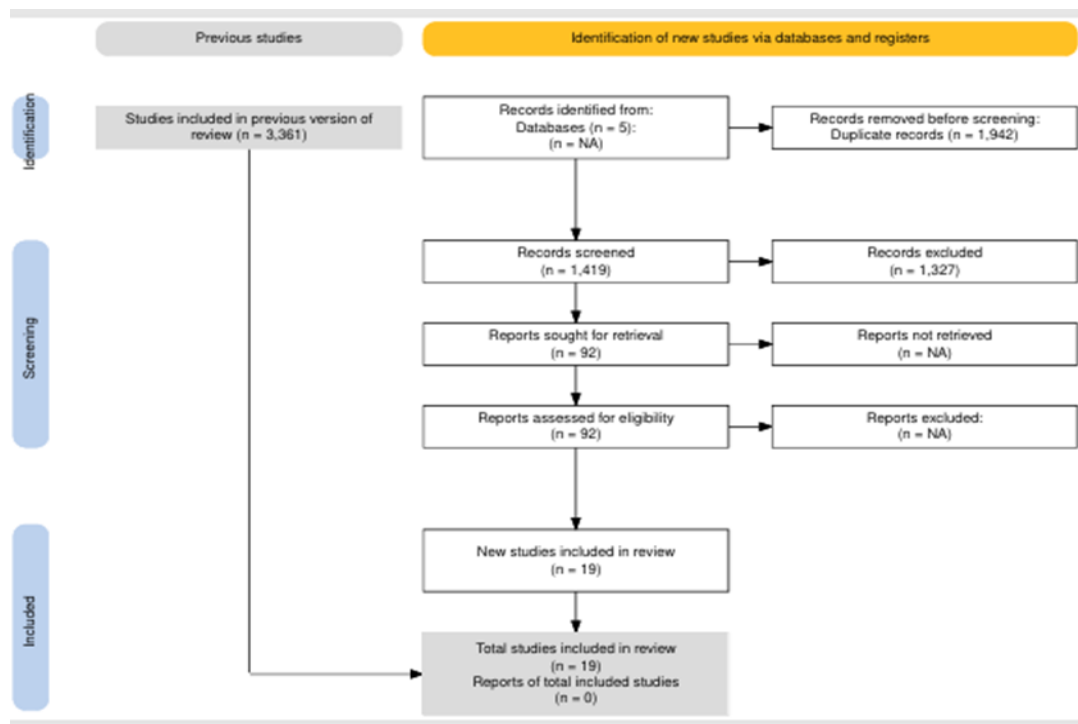 Previous studies
Identification of new studies via databases and registers
Identification
Studies included in previous version of
review (n = 3,361)
Records identified from:
Databases (n = 5):
(n = NA)
Records removed before screening:
Duplicate records (n = 1,942)
Screening
Records screened
(n = 1,419)
Records excluded
(n = 1,327)
Reports sought for retrieval
(n = 92)
Reports not retrieved
(n = NA)
Reports assessed for eligibility
(n = 92)
Reports excluded:
(n = NA)
Included
New studies included in review
(n = 19)
Total studies included in review
(n = 19)
Reports of total included studies
(n = 0)